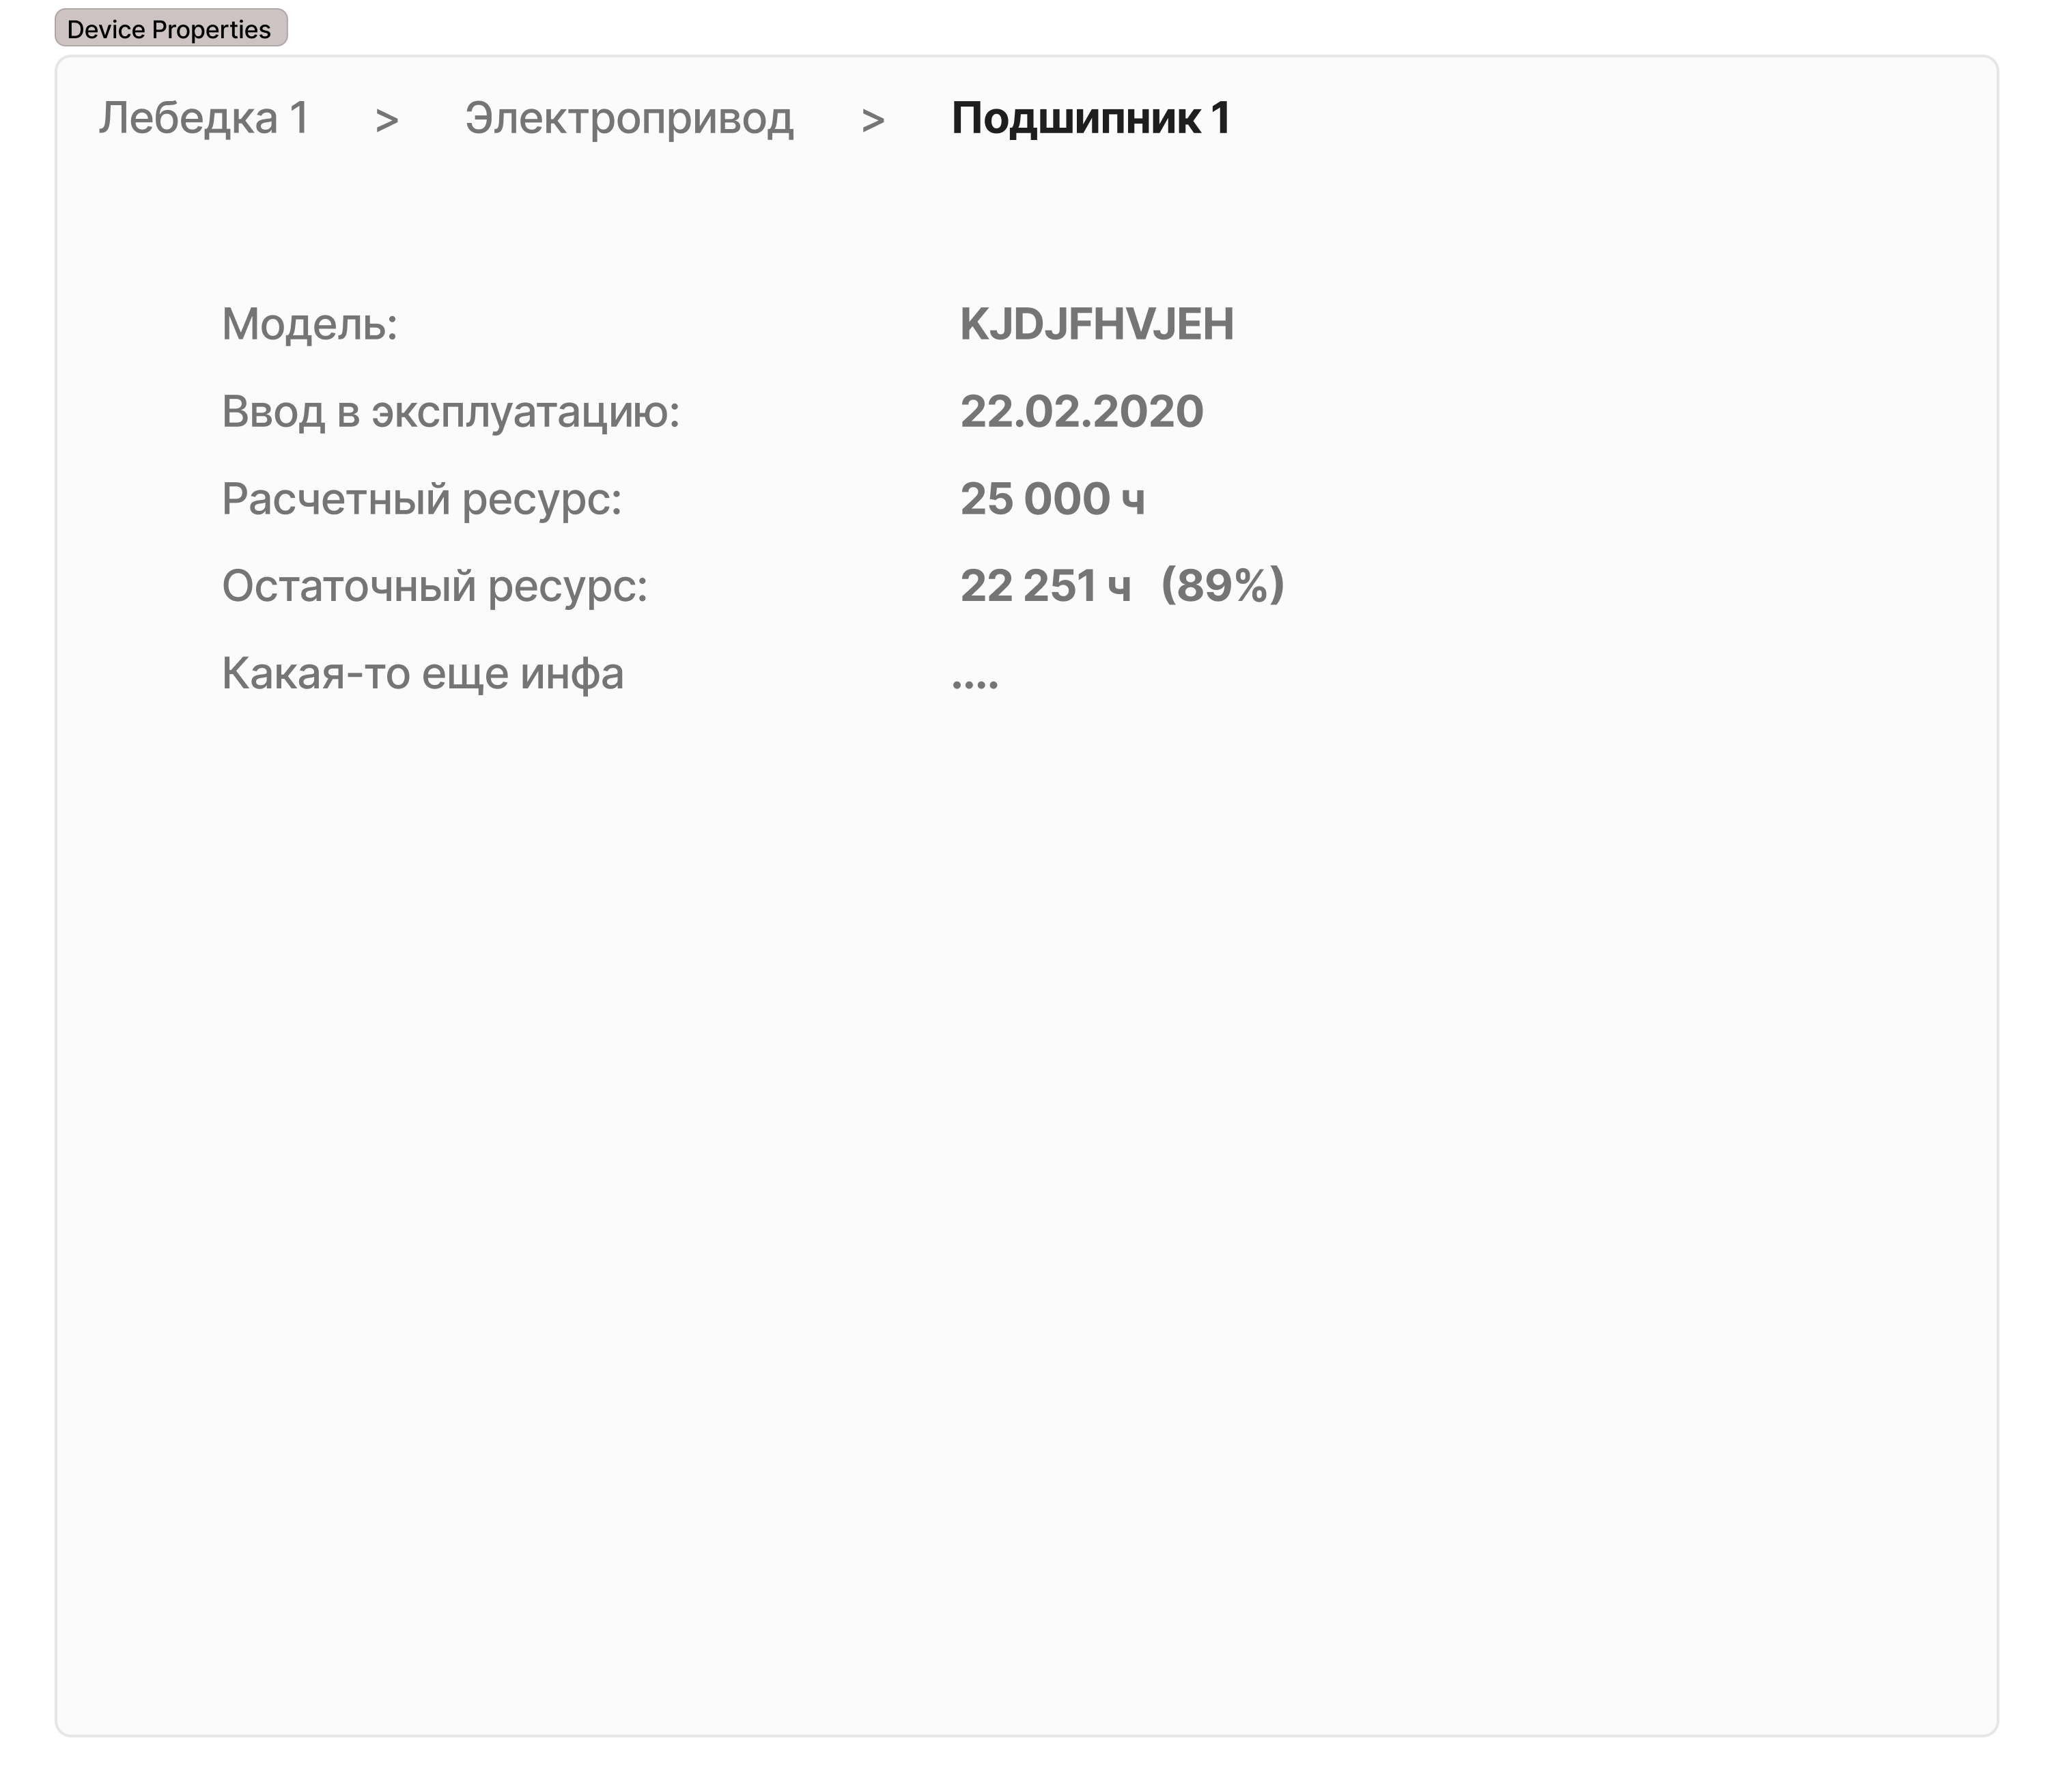 Device Properties
Лебедка 1 > Электропривод > Подшипник 1
Модель: KJDJFHVJEH
Ввод в эксплуатацию: 22.02.2020
Расчетный ресурс: 25 000 ч
Остаточный ресурс: 22 251 ч (89%)
Какая-то еще инфа ....